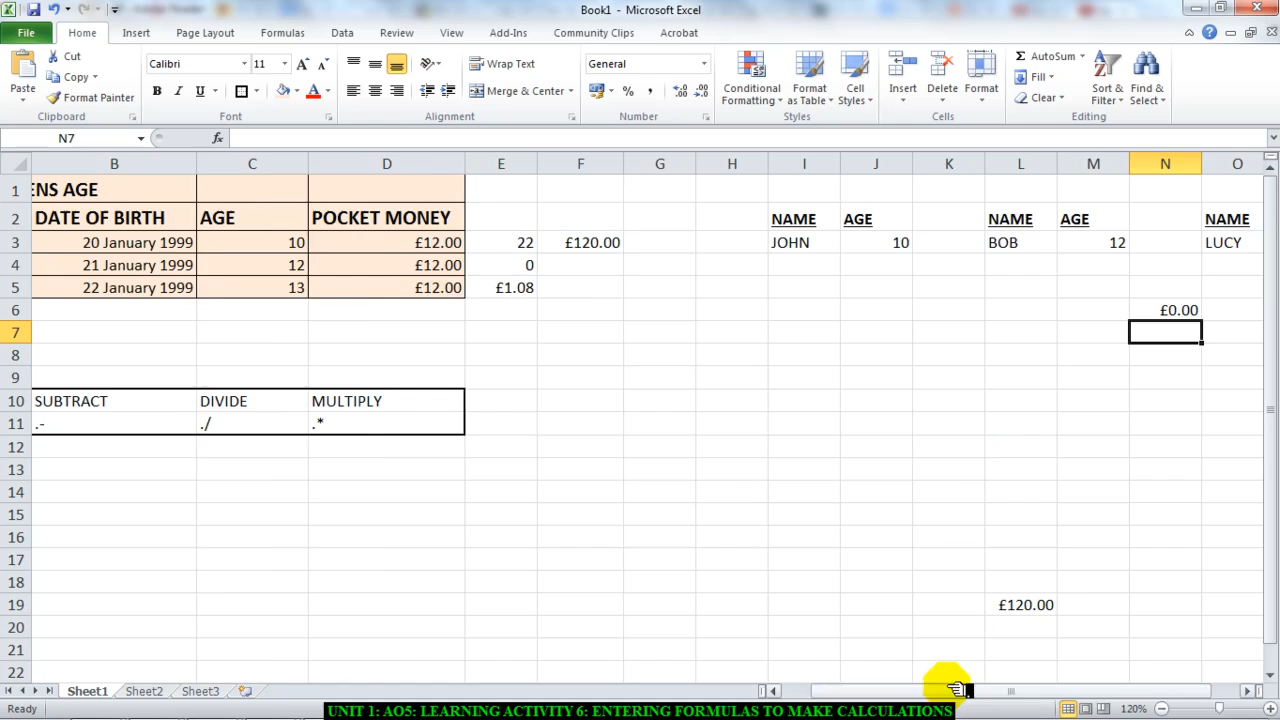 Book1 - Microsoft Excel
File Home Insert Page Layout Formulas Data Review View Add-Ins Community Clips Acrobat
Cut
Copy
Format Painter
Paste
Clipboard
Calibri 11
B I U A
Font
Wrap Text
Merge & Center
Alignment
General
%
Number
Conditional Formatting
Format as Table
Cell Styles
Styles
Insert
Delete
Format
Cells
AutoSum
Fill
Clear
Sort & Filter
Find & Select
Editing
N7 fx
B C D E F G H I J K L M N O
1 ENS AGE
2 DATE OF BIRTH AGE POCKET MONEY NAME AGE NAME AGE NAME
3 20 January 1999 10 £12.00 22 £120.00 JOHN 10 BOB 12 LUCY
4 21 January 1999 12 £12.00 0
5 22 January 1999 13 £12.00 £1.08
6 £0.00
7
8
9
10 SUBTRACT DIVIDE MULTIPLY
11 .- ./ .*
12
13
14
15
16
17
18
19 £120.00
20
21
22
Sheet1 Sheet2 Sheet3
Ready
UNIT 1: AO5: LEARNING ACTIVITY 6: ENTERING FORMULAS TO MAKE CALCULATIONS
120%